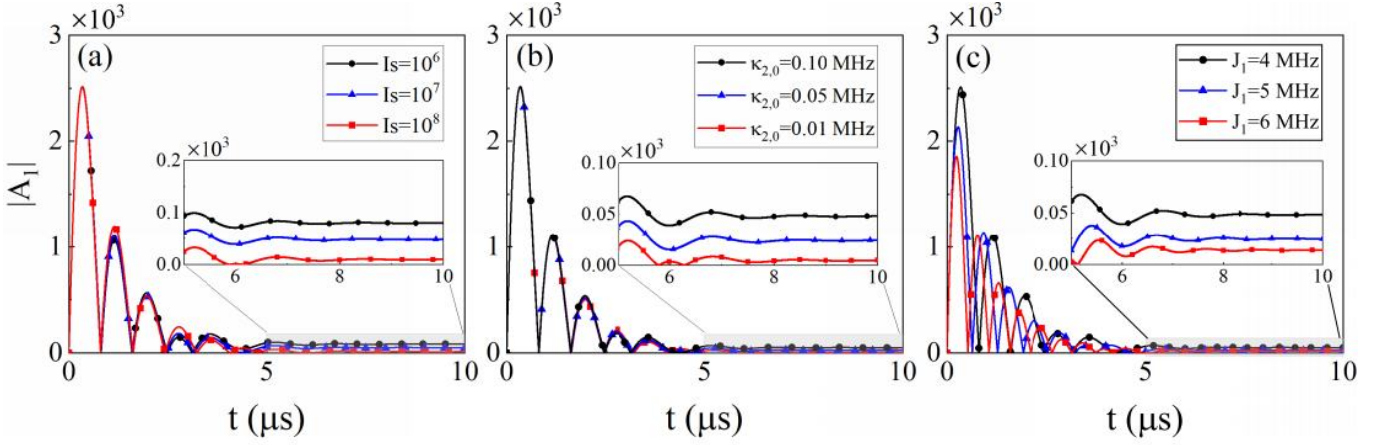 ×10³
3
(a)
Is=10⁶
Is=10⁷
Is=10⁸
2
|A₁|
×10³
0.2
0.1
0.0
6
8
10
1
0
0
5
10
t (μs)
×10³
3
(b)
κ₂,₀=0.10 MHz
κ₂,₀=0.05 MHz
κ₂,₀=0.01 MHz
2
×10³
0.10
0.05
0.00
6
8
10
1
0
0
5
10
t (μs)
×10³
3
(c)
J₁=4 MHz
J₁=5 MHz
J₁=6 MHz
2
×10³
0.10
0.05
0.00
6
8
10
1
0
0
5
10
t (μs)